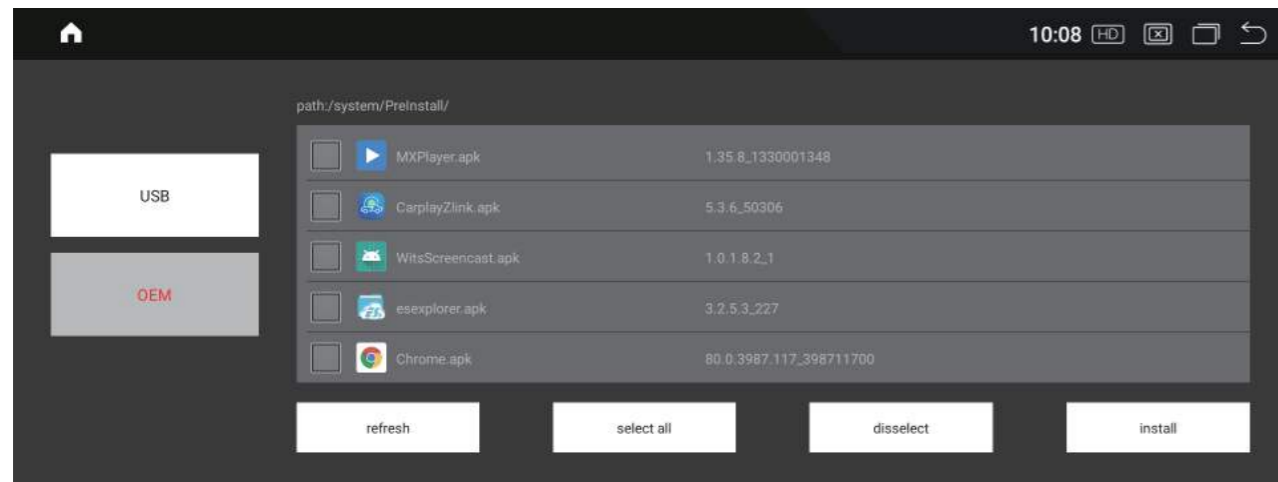 10:08 HD
path:/system/PreInstall/
USB
OEM
MXPlayer.apk 1.35.8_1330001348
CarplayZlink.apk 5.3.6_50306
WitsScreencast.apk 1.0.1.8.2_1
esexplorer.apk 3.2.5.3_227
Chrome.apk 80.0.3987.117_398711700
refresh select all disselect install